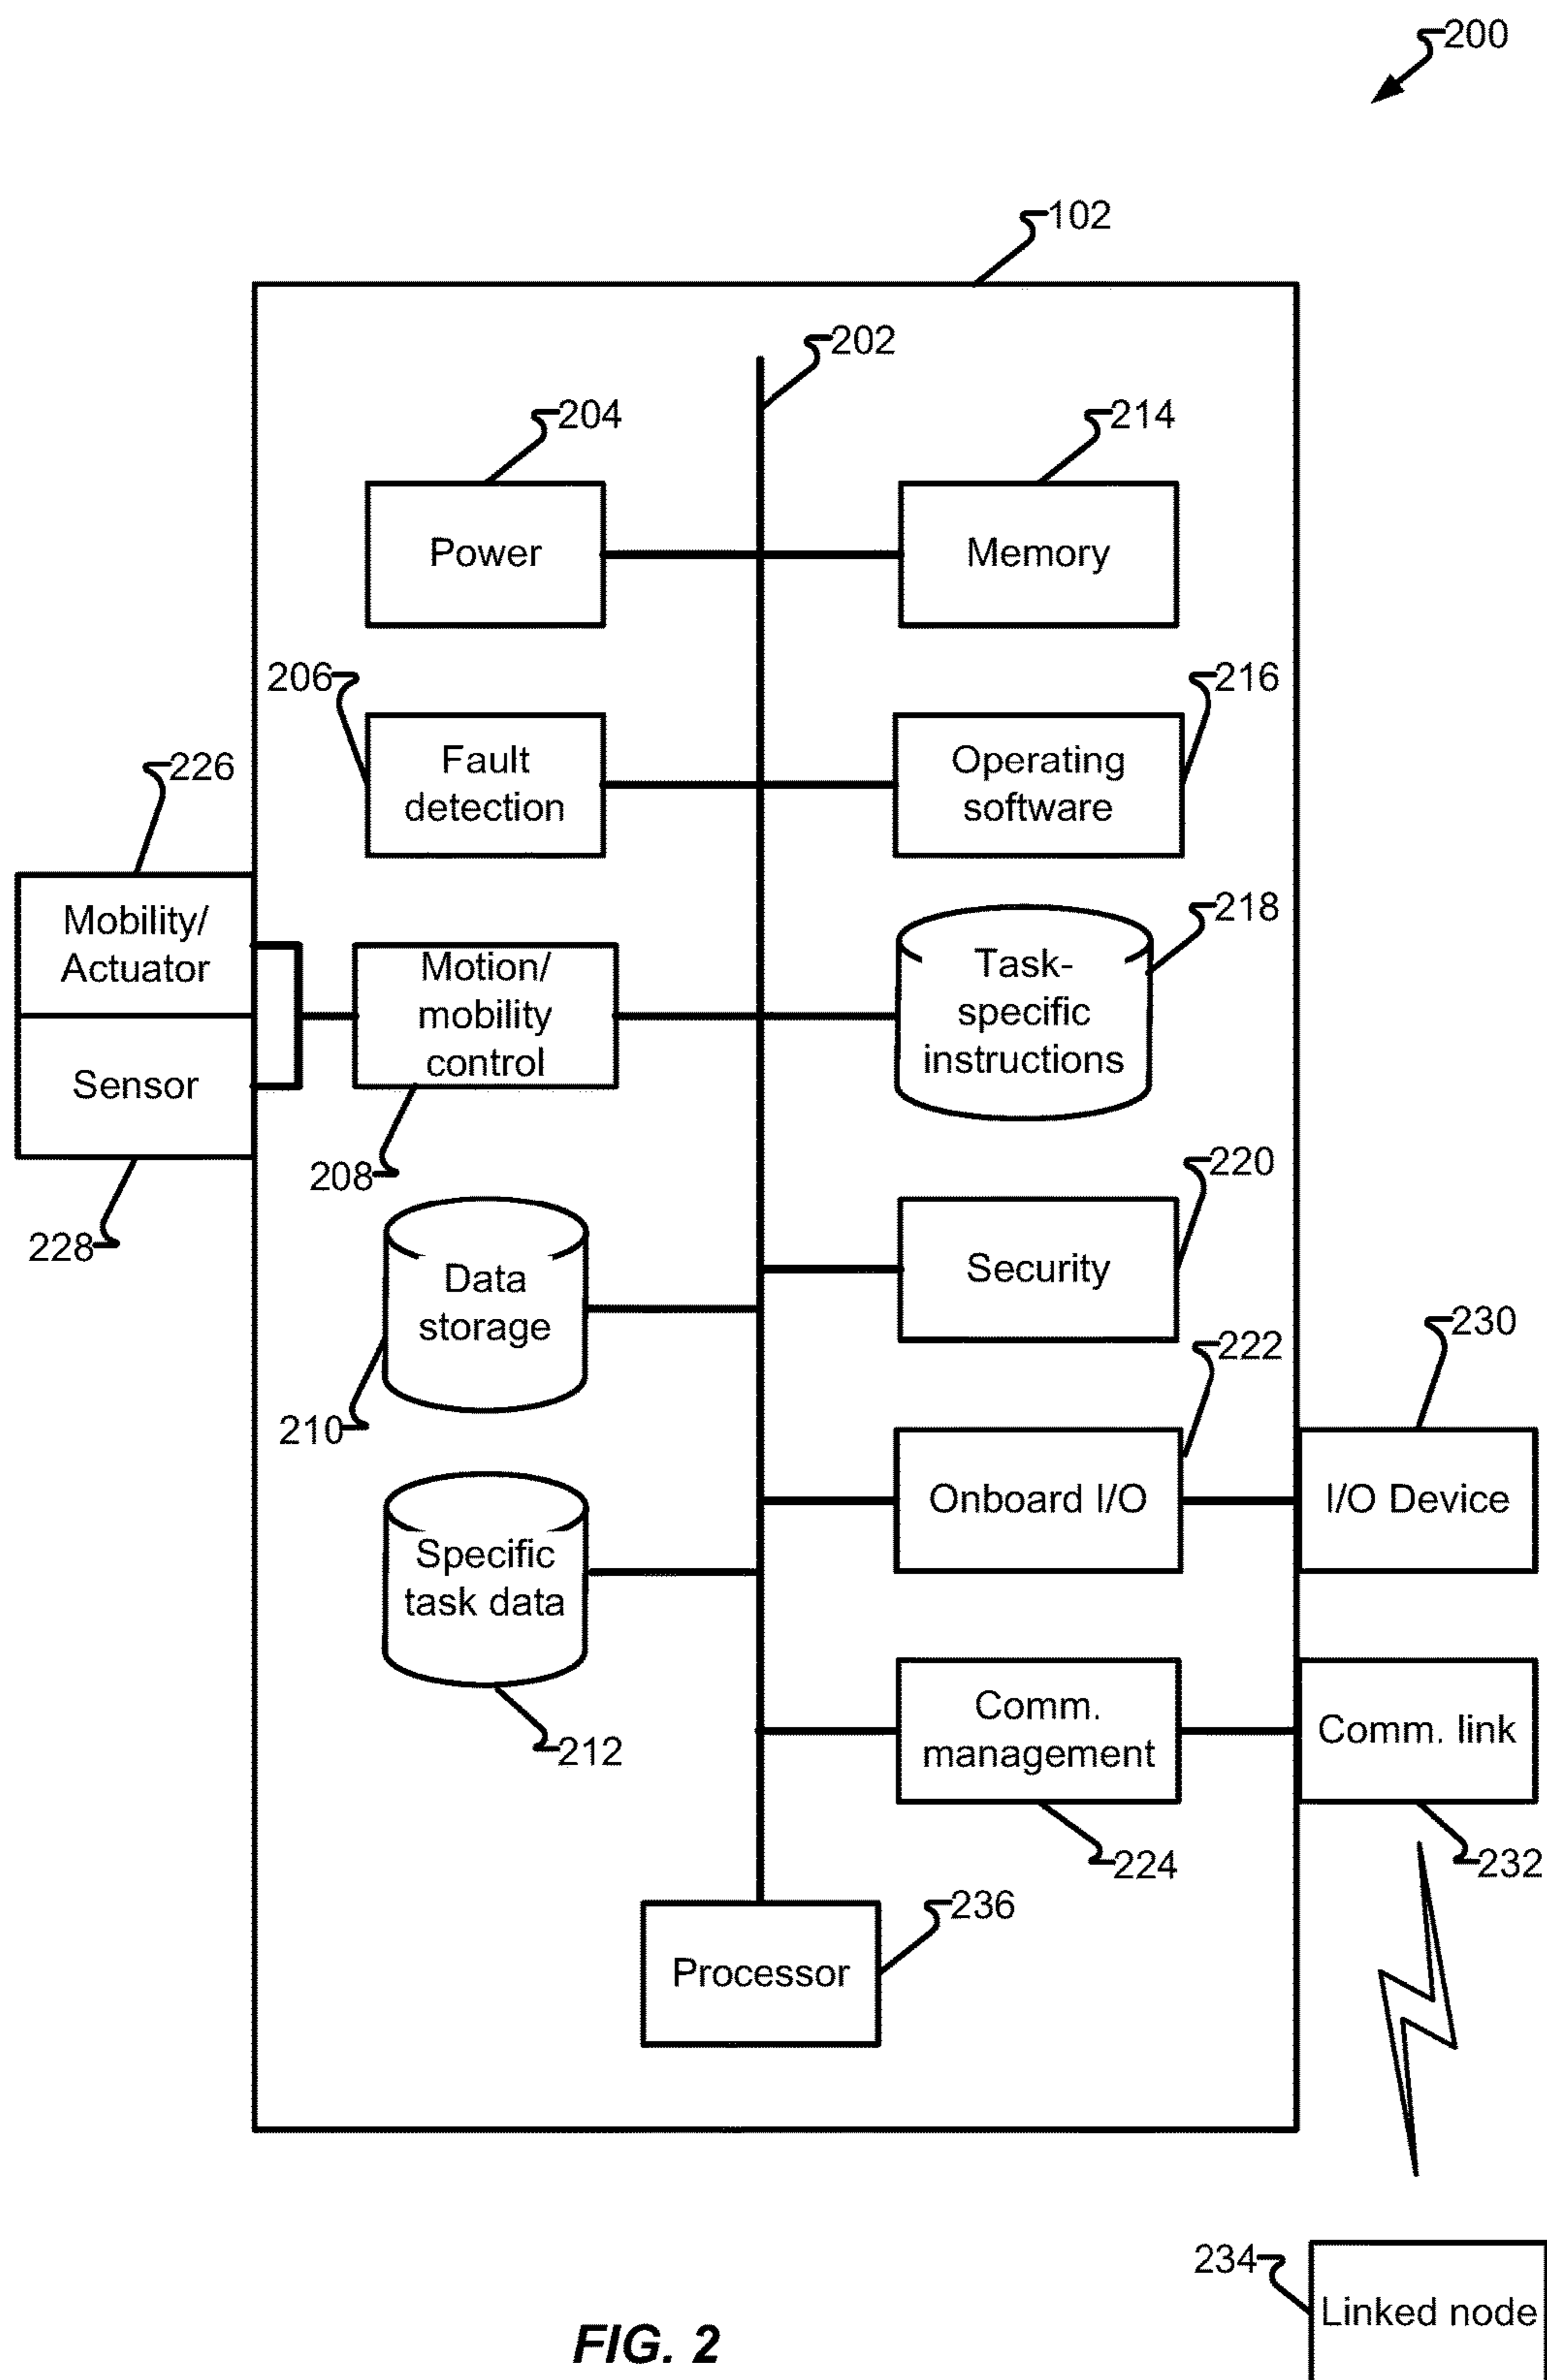 200
102
202
204
214
Power
Memory
206
216
Fault
detection
Operating
software
226
218
Mobility/
Actuator
Motion/
mobility
control
Task-
specific
instructions
Sensor
208
220
228
Data
storage
Security
230
222
210
Onboard I/O
I/O Device
Specific
task data
212
Comm.
management
Comm. link
224
232
236
Processor
234
Linked node
FIG. 2